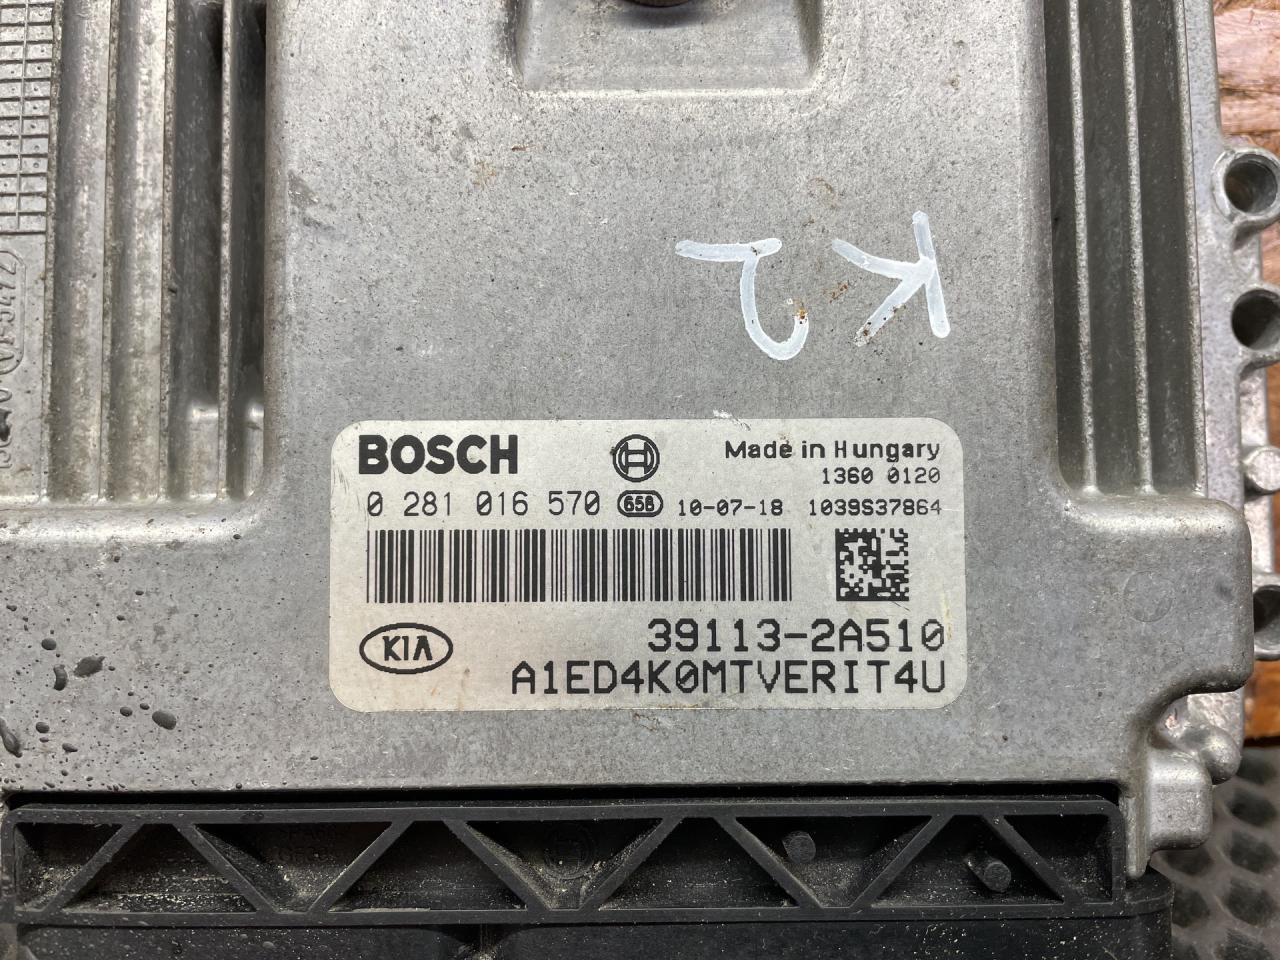 K2
BOSCH
Made in Hungary
1360 0120
0 281 016 570 65B 10-07-18 1039S37864
39113-2A510
KIA
A1ED4K0MTVERIT4U